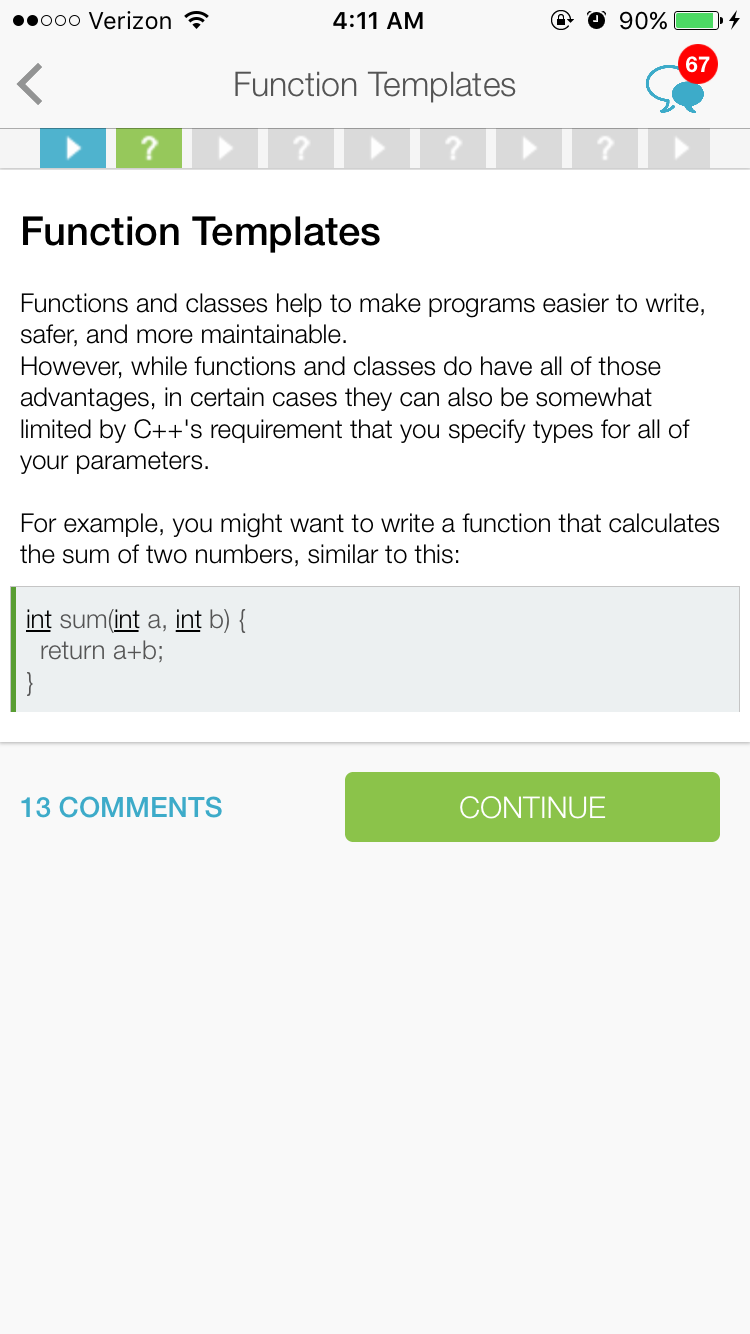 Verizon 4:11 AM 90%
Function Templates 67
? ? ? ?
Function Templates
Functions and classes help to make programs easier to write,
safer, and more maintainable.
However, while functions and classes do have all of those
advantages, in certain cases they can also be somewhat
limited by C++'s requirement that you specify types for all of
your parameters.
For example, you might want to write a function that calculates
the sum of two numbers, similar to this:
int sum(int a, int b) {
  return a+b;
}
13 COMMENTS CONTINUE